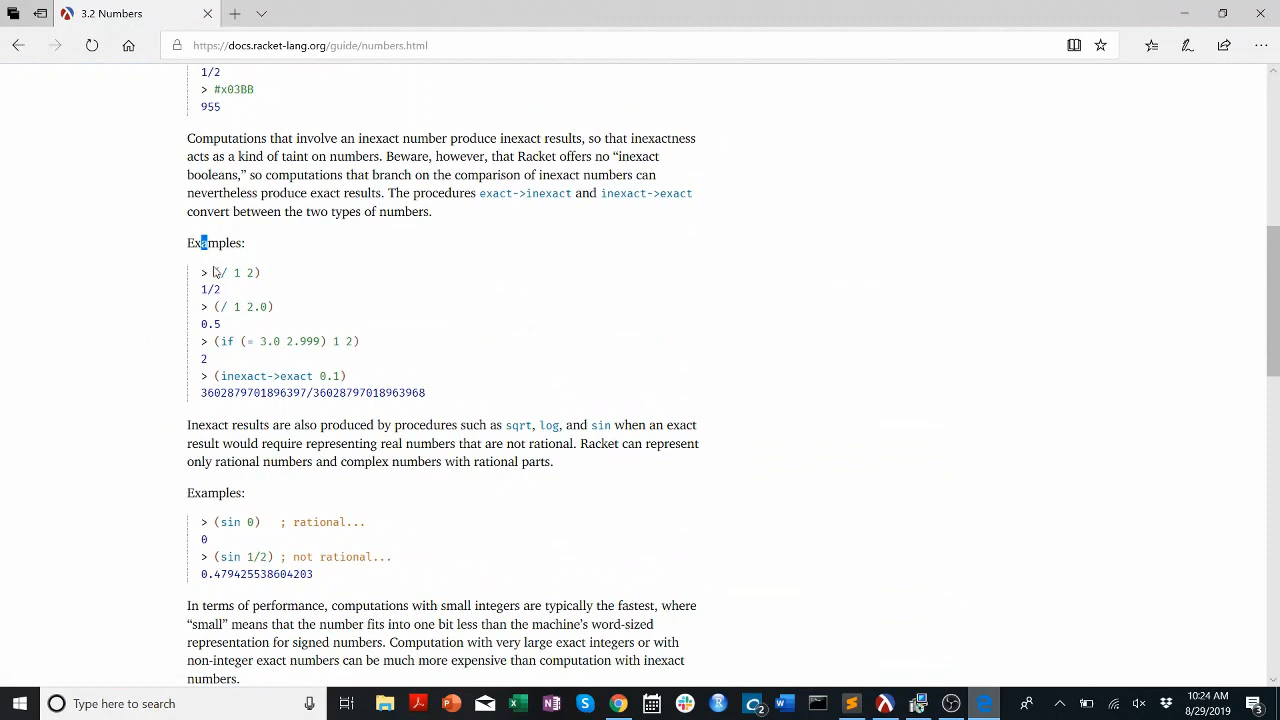 3.2 Numbers
https://docs.racket-lang.org/guide/numbers.html
1/2
> #x03BB
955
Computations that involve an inexact number produce inexact results, so that inexactness
acts as a kind of taint on numbers. Beware, however, that Racket offers no “inexact
booleans,” so computations that branch on the comparison of inexact numbers can
nevertheless produce exact results. The procedures exact->inexact and inexact->exact
convert between the two types of numbers.
Examples:
> (/ 1 2)
1/2
> (/ 1 2.0)
0.5
> (if (= 3.0 2.999) 1 2)
2
> (inexact->exact 0.1)
3602879701896397/36028797018963968
Inexact results are also produced by procedures such as sqrt, log, and sin when an exact
result would require representing real numbers that are not rational. Racket can represent
only rational numbers and complex numbers with rational parts.
Examples:
> (sin 0) ; rational...
0
> (sin 1/2) ; not rational...
0.479425538604203
In terms of performance, computations with small integers are typically the fastest, where
“small” means that the number fits into one bit less than the machine’s word-sized
representation for signed numbers. Computation with very large exact integers or with
non-integer exact numbers can be much more expensive than computation with inexact
numbers.
Type here to search
10:24 AM
8/29/2019